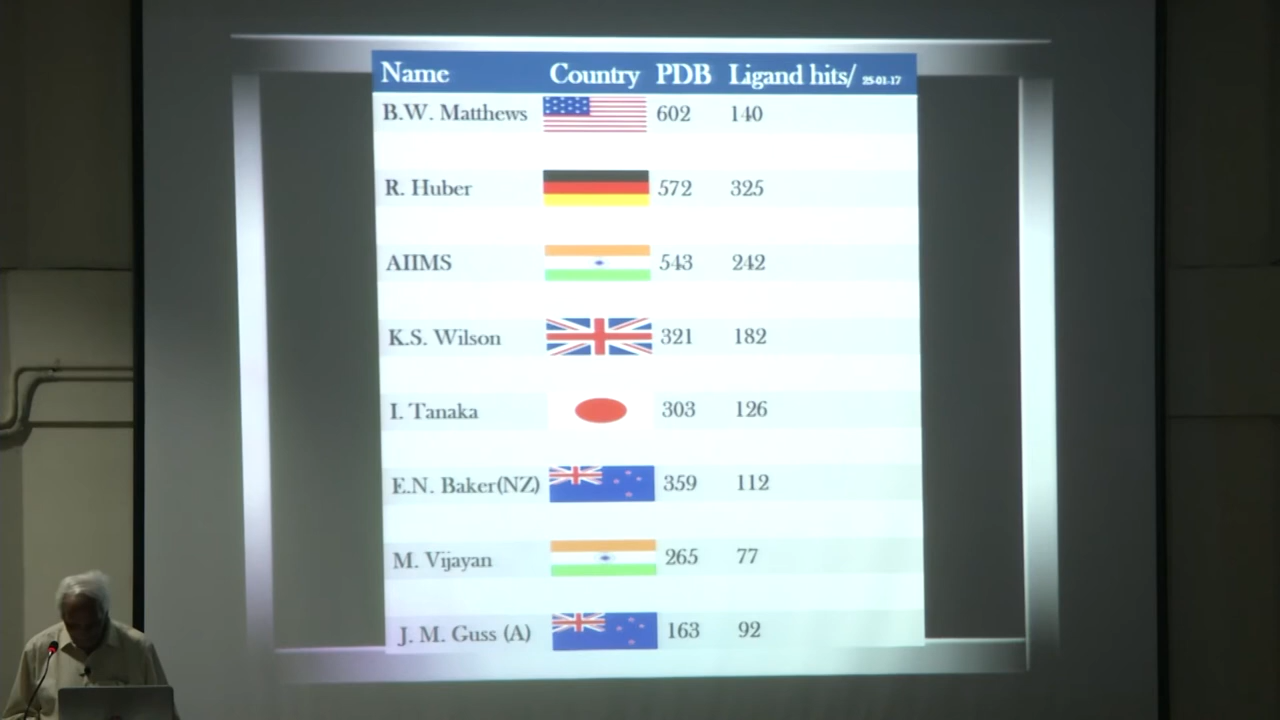 Name Country PDB Ligand hits/ 25-01-17
B.W. Matthews 602 140
R. Huber 572 325
AIIMS 543 242
K.S. Wilson 321 182
I. Tanaka 303 126
E.N. Baker(NZ) 359 112
M. Vijayan 265 77
J. M. Guss (A) 163 92